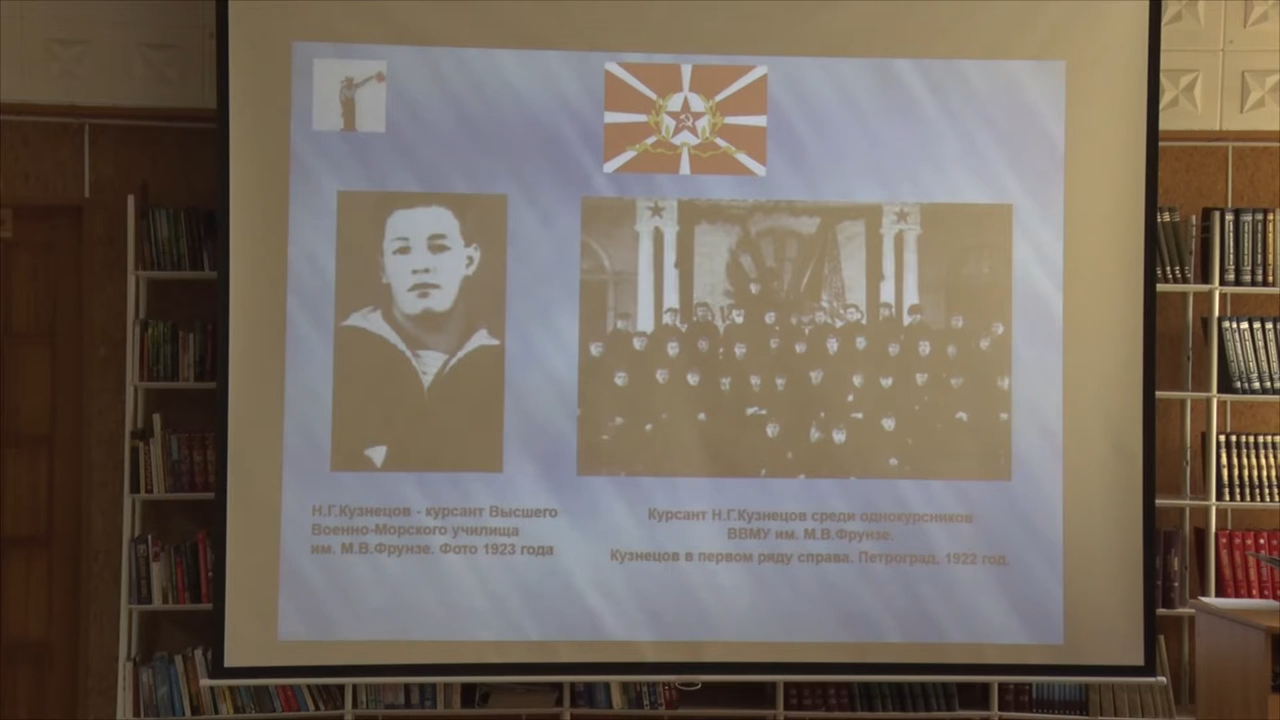 Н.Г.Кузнецов - курсант Высшего
Военно-Морского училища
им. М.В.Фрунзе. Фото 1923 года
Курсант Н.Г.Кузнецов среди однокурсников
ВВМУ им. М.В.Фрунзе.
Кузнецов в первом ряду справа. Петроград, 1922 год.